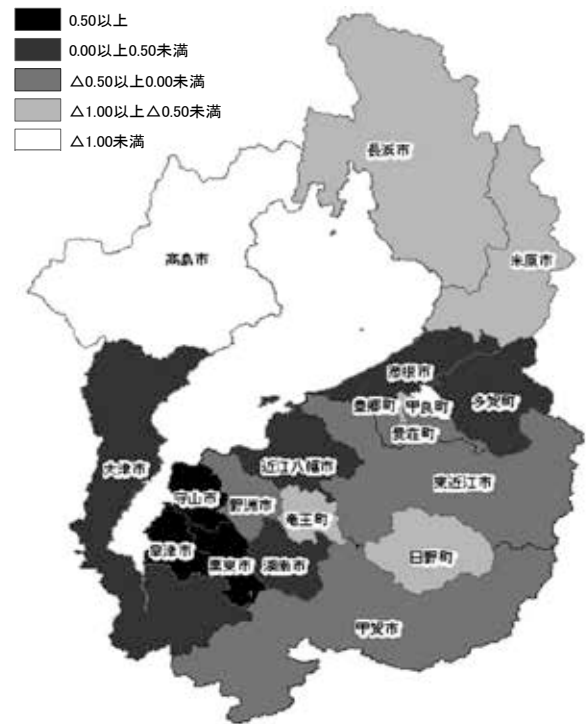 0.50以上
0.00以上0.50未満
△0.50以上0.00未満
△1.00以上△0.50未満
△1.00未満
長浜市
米原市
高島市
彦根市
多賀町
豊郷町
甲良町
愛荘町
大津市
近江八幡市
東近江市
守山市
野洲市
竜王町
草津市
栗東市
湖南市
日野町
甲賀市